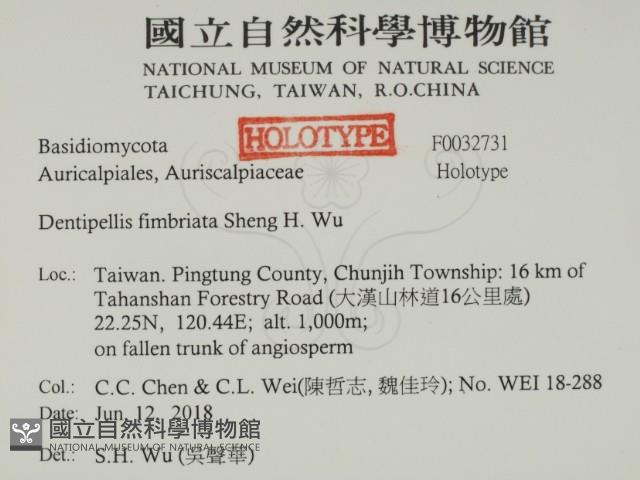 國立自然科學博物館
NATIONAL MUSEUM OF NATURAL SCIENCE
TAICHUNG, TAIWAN, R.O.CHINA
Basidiomycota HOLOTYPE F0032731
Auricalpiales, Auriscalpiaceae Holotype
Dentipellis fimbriata Sheng H. Wu
Loc.: Taiwan. Pingtung County, Chunjih Township: 16 km of
Tahanshan Forestry Road (大漢山林道16公里處)
22.25N, 120.44E; alt. 1,000m;
on fallen trunk of angiosperm
Col.: C.C. Chen & C.L. Wei(陳哲志, 魏佳玲); No. WEI 18-288
Date: Jun. 12, 2018
國立自然科學博物館
NATIONAL MUSEUM OF NATURAL SCIENCE
Det.: S.H. Wu (吳聲華)